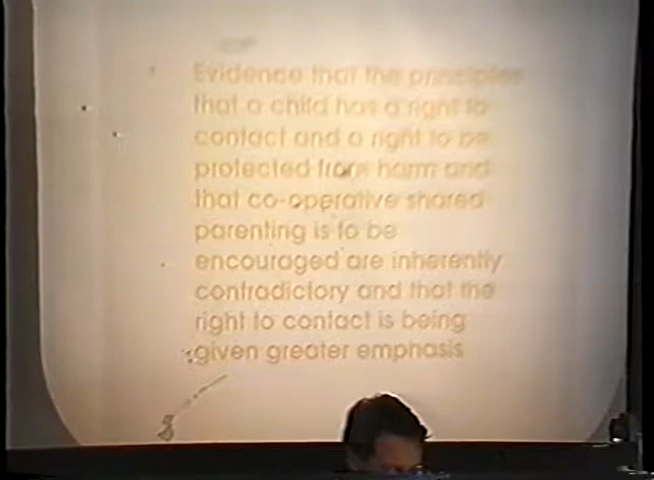 Evidence that the principles
that a child has a right to
contact and a right to be
protected from harm and
that co-operative shared
parenting is to be
encouraged are inherently
contradictory and that the
right to contact is being
given greater emphasis